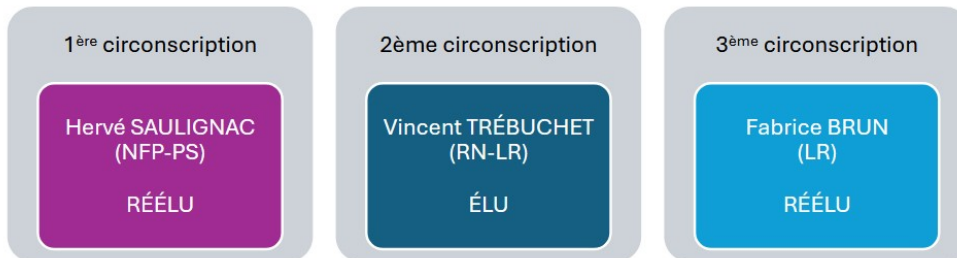 1ère circonscription
Hervé SAULIGNAC
(NFP-PS)
RÉÉLU
2ème circonscription
Vincent TRÉBUCHET
(RN-LR)
ÉLU
3ème circonscription
Fabrice BRUN
(LR)
RÉÉLU